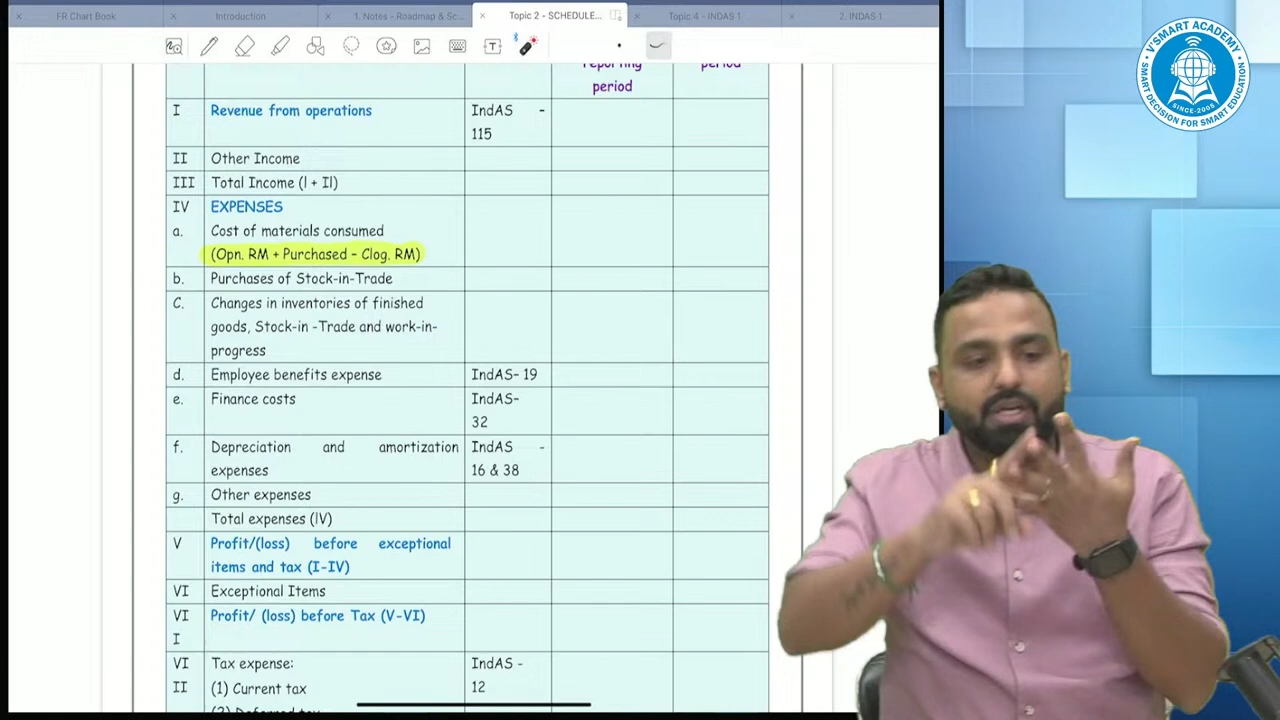 FR Chart Book
Introduction
1. Notes - Roadmap & Sc...
Topic 2 - SCHEDULE...
Topic 4 - INDAS 1
2. INDAS-1
reporting period
period
I Revenue from operations IndAS -
115
II Other Income
III Total Income (I + II)
IV EXPENSES
a. Cost of materials consumed
(Opn. RM + Purchased - Clog. RM)
b. Purchases of Stock-in-Trade
C. Changes in inventories of finished
goods, Stock-in -Trade and work-in-
progress
d. Employee benefits expense IndAS- 19
e. Finance costs IndAS-
32
f. Depreciation and amortization IndAS -
expenses 16 & 38
g. Other expenses
Total expenses (IV)
V Profit/(loss) before exceptional
items and tax (I-IV)
VI Exceptional Items
VI Profit/ (loss) before Tax (V-VI)
I
VI Tax expense: IndAS -
II (1) Current tax 12
(2) Deferred tax
V'SMART ACADEMY
SINCE-2005
SMART DECISION FOR SMART EDUCATION